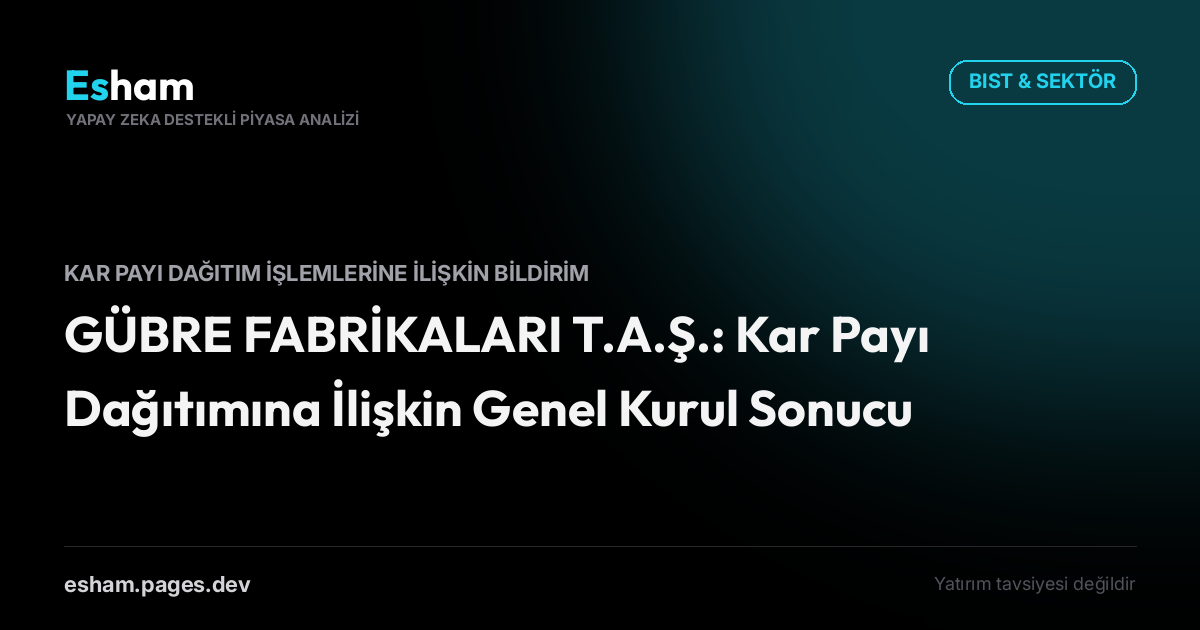 Esham
BIST & SEKTÖR
YAPAY ZEKA DESTEKLİ PİYASA ANALİZİ
KAR PAYI DAĞITIM İŞLEMLERİNE İLİŞKİN BİLDİRİM
GÜBRE FABRİKALARI T.A.Ş.: Kar Payı
Dağıtımına İlişkin Genel Kurul Sonucu
esham.pages.dev
Yatırım tavsiyesi değildir